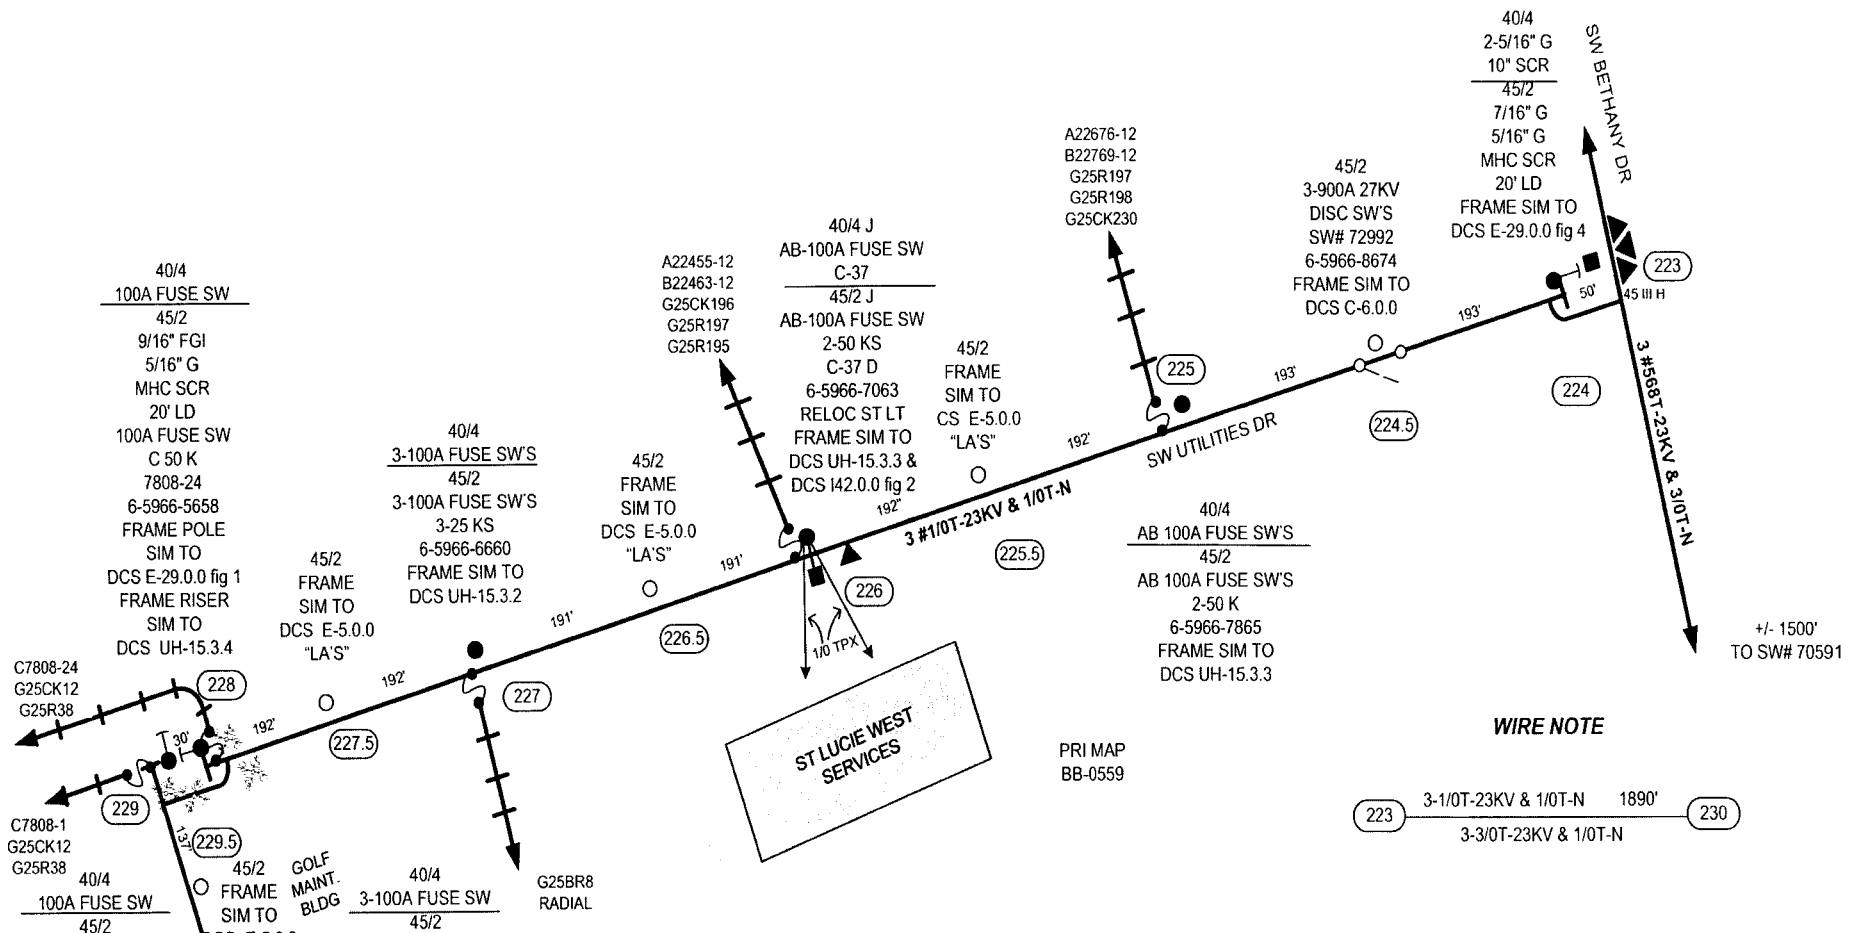 40/4
2-5/16" G
10" SCR
45/2
7/16" G
5/16" G
MHC SCR
20' LD
FRAME SIM TO
DCS E-29.0.0 fig 4
SW BETHANY DR
223
45 III H
50'
193'
224
3 #568T-23KV & 3/0T-N
+/- 1500'
TO SW# 70591
45/2
3-900A 27KV
DISC SW'S
SW# 72992
6-5966-8674
FRAME SIM TO
DCS C-6.0.0
224.5
193'
A22676-12
B22769-12
G25R197
G25R198
G25CK230
225
SW UTILITIES DR
192'
40/4
AB 100A FUSE SW'S
45/2
AB 100A FUSE SW'S
2-50 K
6-5966-7865
FRAME SIM TO
DCS UH-15.3.3
45/2
FRAME
SIM TO
CS E-5.0.0
"LA'S"
225.5
3 #1/0T-23KV & 1/0T-N
192"
40/4 J
AB-100A FUSE SW
C-37
45/2 J
AB-100A FUSE SW
2-50 KS
C-37 D
6-5966-7063
RELOC ST LT
FRAME SIM TO
DCS UH-15.3.3 &
DCS I42.0.0 fig 2
A22455-12
B22463-12
G25CK196
G25R197
G25R195
226
1/0 TPX
ST LUCIE WEST
SERVICES
PRI MAP
BB-0559
191'
45/2
FRAME
SIM TO
DCS E-5.0.0
"LA'S"
226.5
191'
40/4
3-100A FUSE SW'S
45/2
3-100A FUSE SW'S
3-25 KS
6-5966-6660
FRAME SIM TO
DCS UH-15.3.2
227
G25BR8
RADIAL
192'
45/2
FRAME
SIM TO
DCS E-5.0.0
"LA'S"
227.5
192'
40/4
100A FUSE SW
45/2
9/16" FGI
5/16" G
MHC SCR
20' LD
100A FUSE SW
C 50 K
7808-24
6-5966-5658
FRAME POLE
SIM TO
DCS E-29.0.0 fig 1
FRAME RISER
SIM TO
DCS UH-15.3.4
C7808-24
G25CK12
G25R38
228
30'
229
C7808-1
G25CK12
G25R38
137'
229.5
40/4
100A FUSE SW
45/2
45/2
FRAME
SIM TO
GOLF
MAINT.
BLDG
40/4
3-100A FUSE SW
45/2
WIRE NOTE
223
3-1/0T-23KV & 1/0T-N 1890'
3-3/0T-23KV & 1/0T-N
230